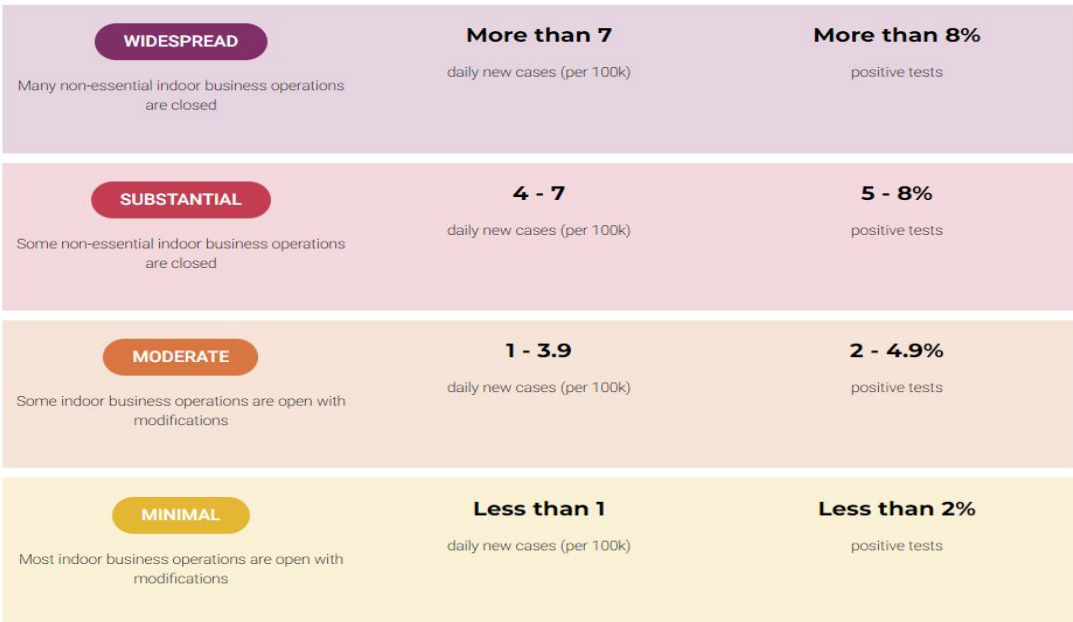 WIDESPREAD
Many non-essential indoor business operations
are closed
More than 7
daily new cases (per 100k)
More than 8%
positive tests
SUBSTANTIAL
Some non-essential indoor business operations
are closed
4 - 7
daily new cases (per 100k)
5 - 8%
positive tests
MODERATE
Some indoor business operations are open with
modifications
1 - 3.9
daily new cases (per 100k)
2 - 4.9%
positive tests
MINIMAL
Most indoor business operations are open with
modifications
Less than 1
daily new cases (per 100k)
Less than 2%
positive tests